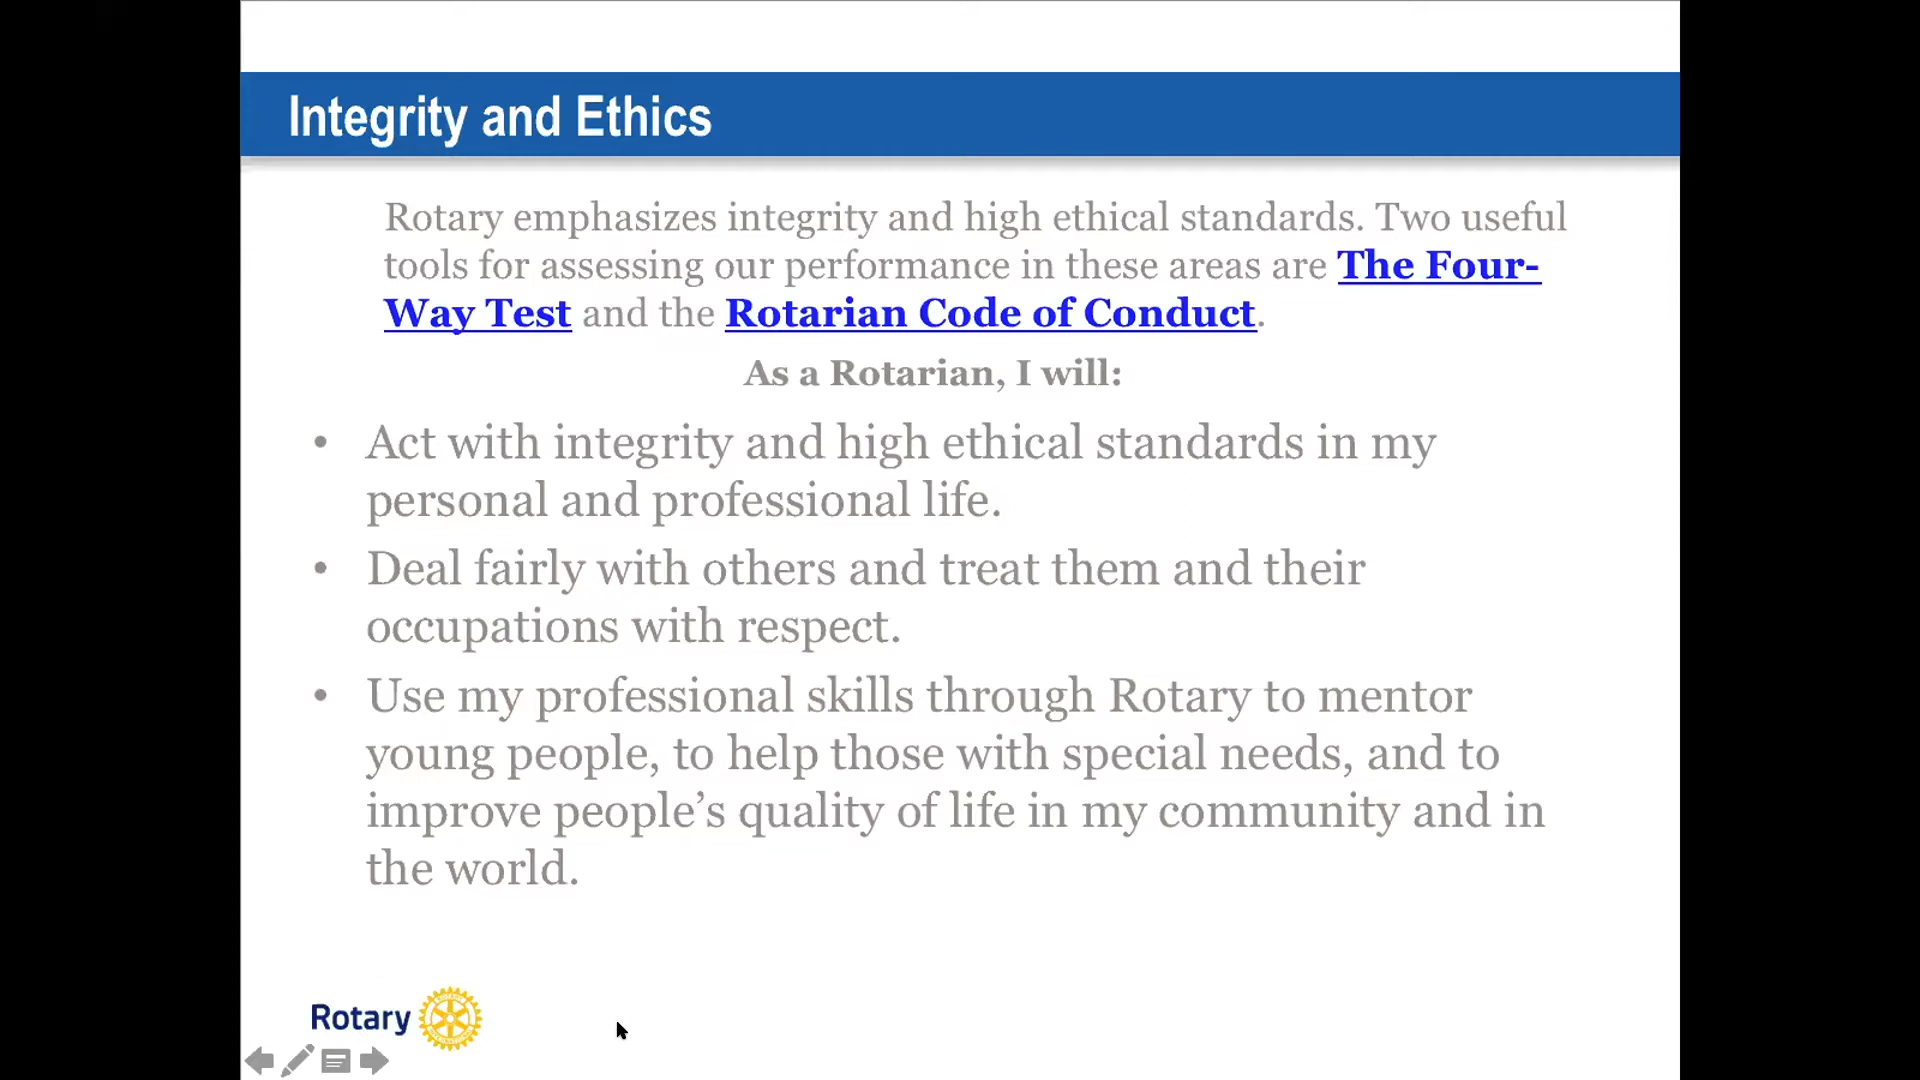 Integrity and Ethics
Rotary emphasizes integrity and high ethical standards. Two useful
tools for assessing our performance in these areas are The Four-
Way Test and the Rotarian Code of Conduct.
As a Rotarian, I will:
• Act with integrity and high ethical standards in my
personal and professional life.
• Deal fairly with others and treat them and their
occupations with respect.
• Use my professional skills through Rotary to mentor
young people, to help those with special needs, and to
improve people’s quality of life in my community and in
the world.
Rotary